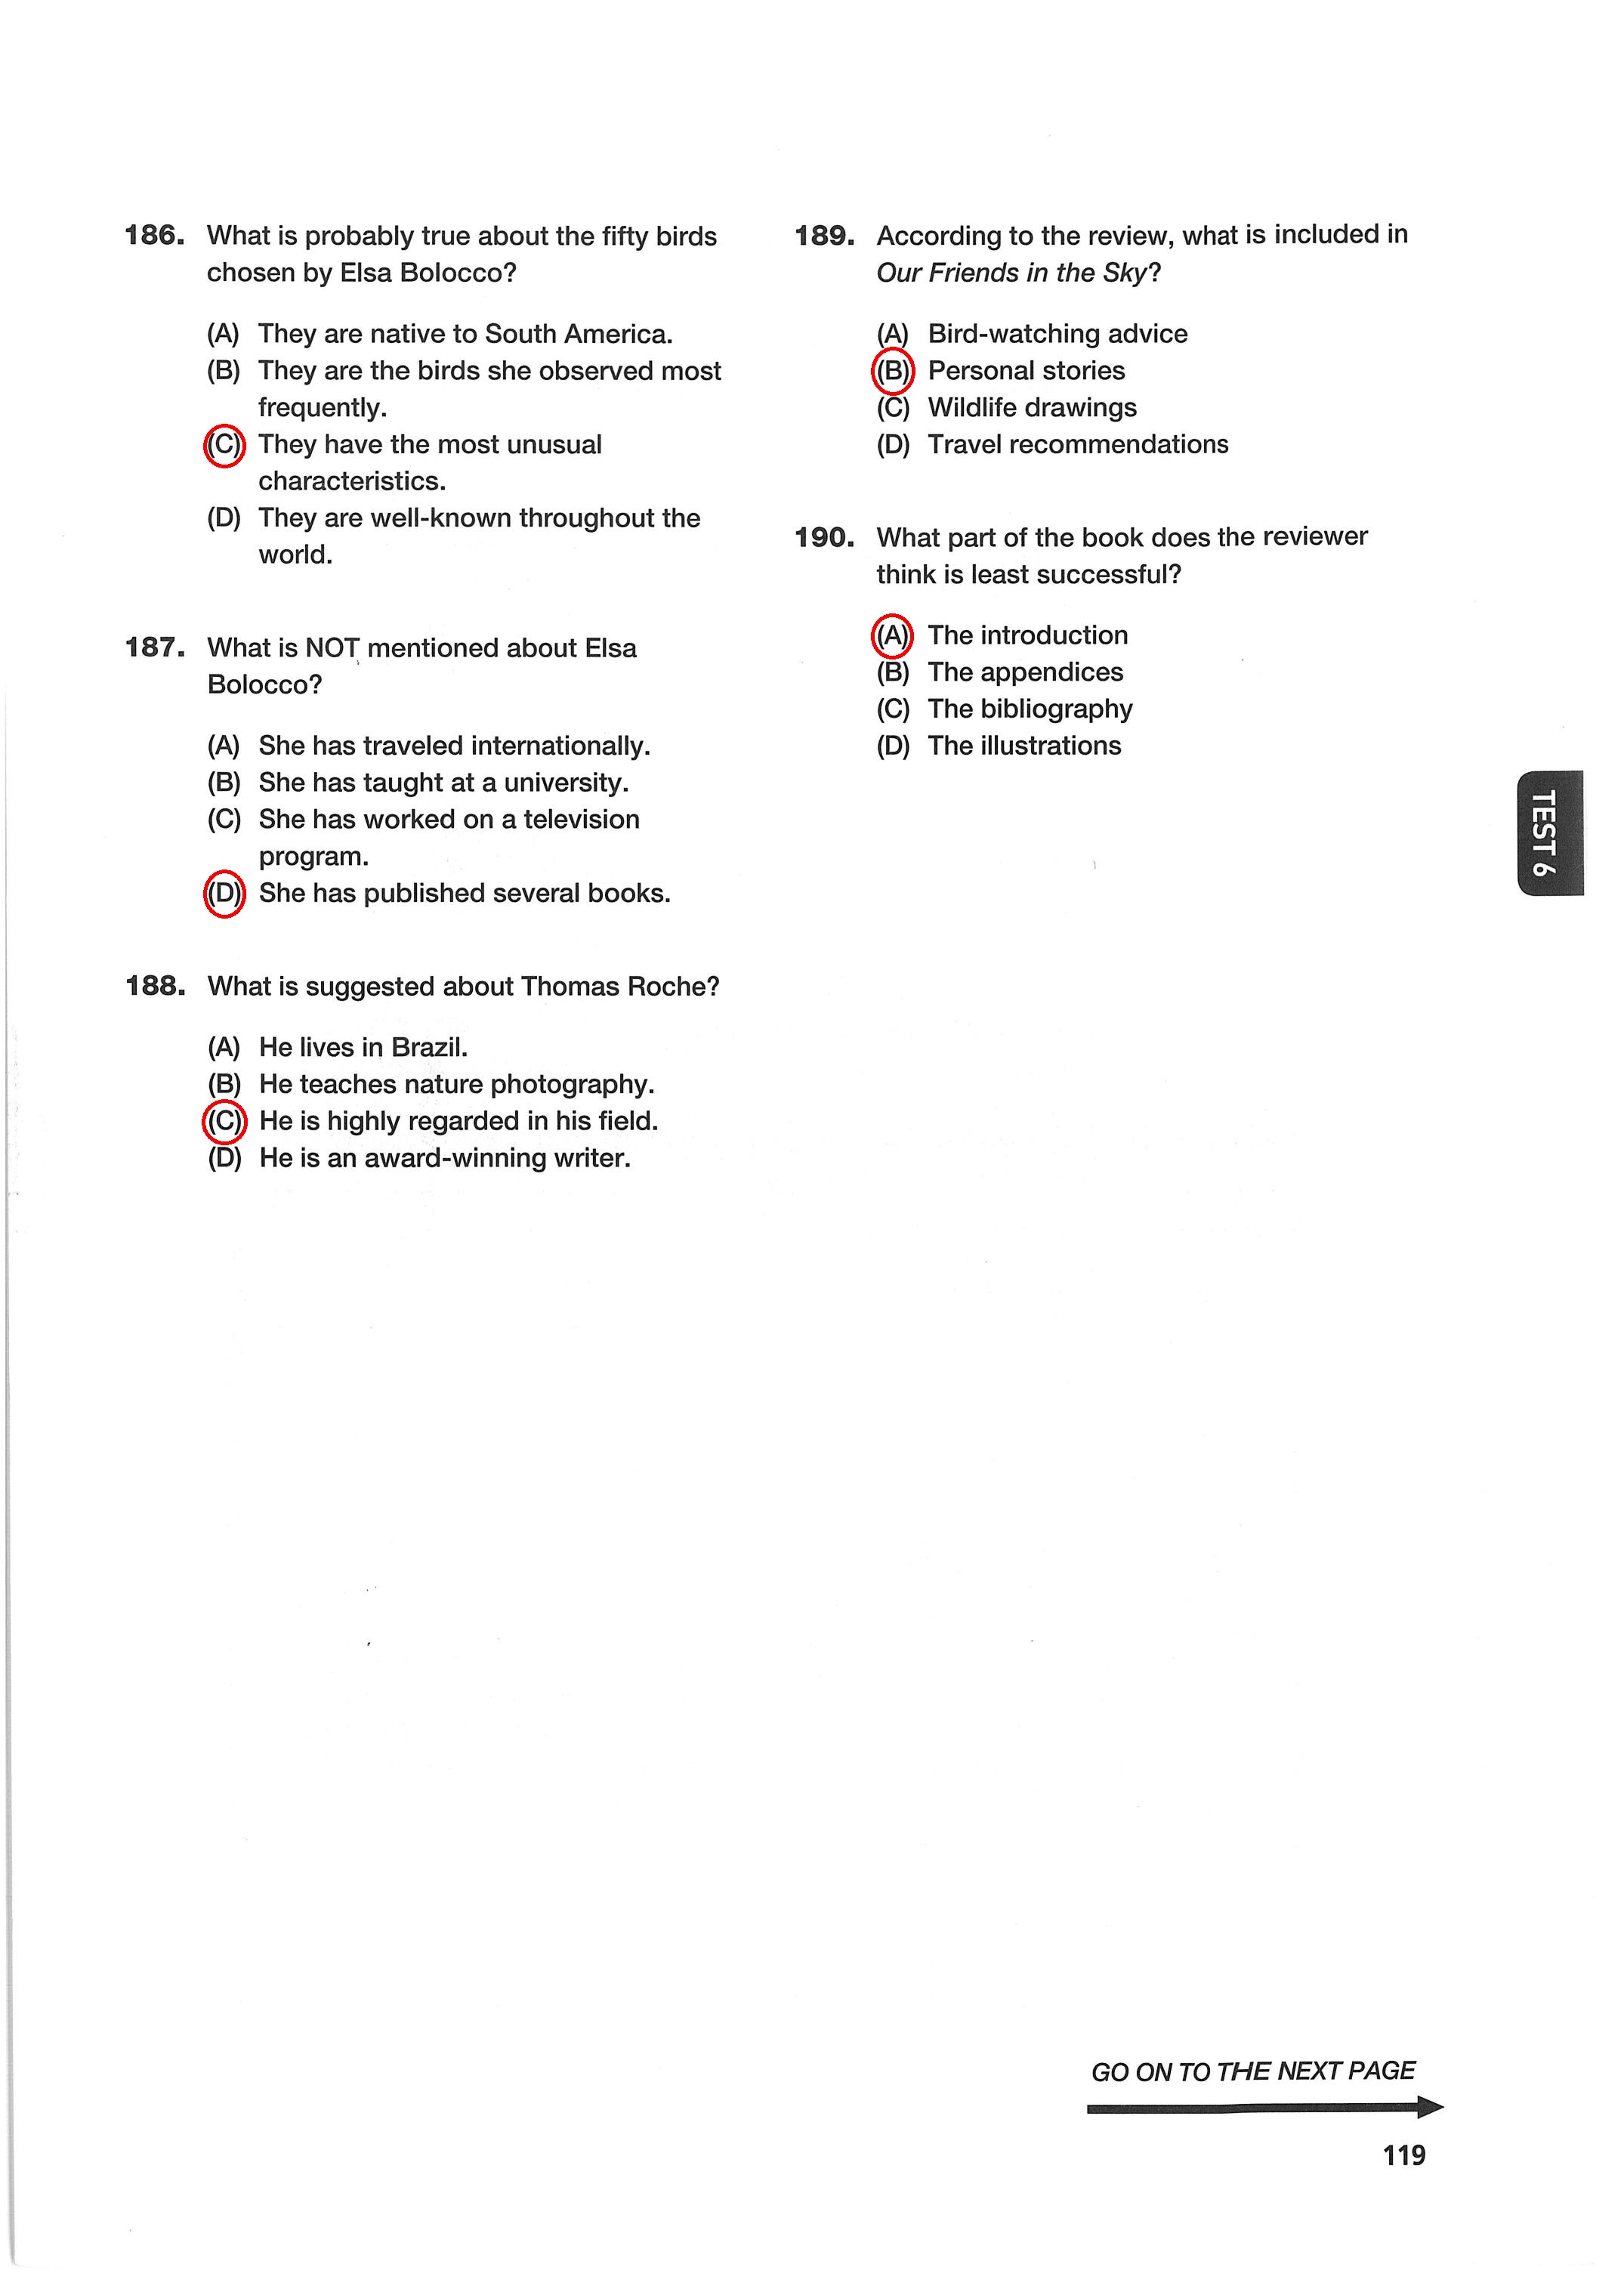 186. What is probably true about the fifty birds
chosen by Elsa Bolocco?
(A) They are native to South America.
(B) They are the birds she observed most
frequently.
(C) They have the most unusual
characteristics.
(D) They are well-known throughout the
world.
187. What is NOT mentioned about Elsa
Bolocco?
(A) She has traveled internationally.
(B) She has taught at a university.
(C) She has worked on a television
program.
(D) She has published several books.
188. What is suggested about Thomas Roche?
(A) He lives in Brazil.
(B) He teaches nature photography.
(C) He is highly regarded in his field.
(D) He is an award-winning writer.
189. According to the review, what is included in
Our Friends in the Sky?
(A) Bird-watching advice
(B) Personal stories
(C) Wildlife drawings
(D) Travel recommendations
190. What part of the book does the reviewer
think is least successful?
(A) The introduction
(B) The appendices
(C) The bibliography
(D) The illustrations
TEST 6
GO ON TO THE NEXT PAGE
119